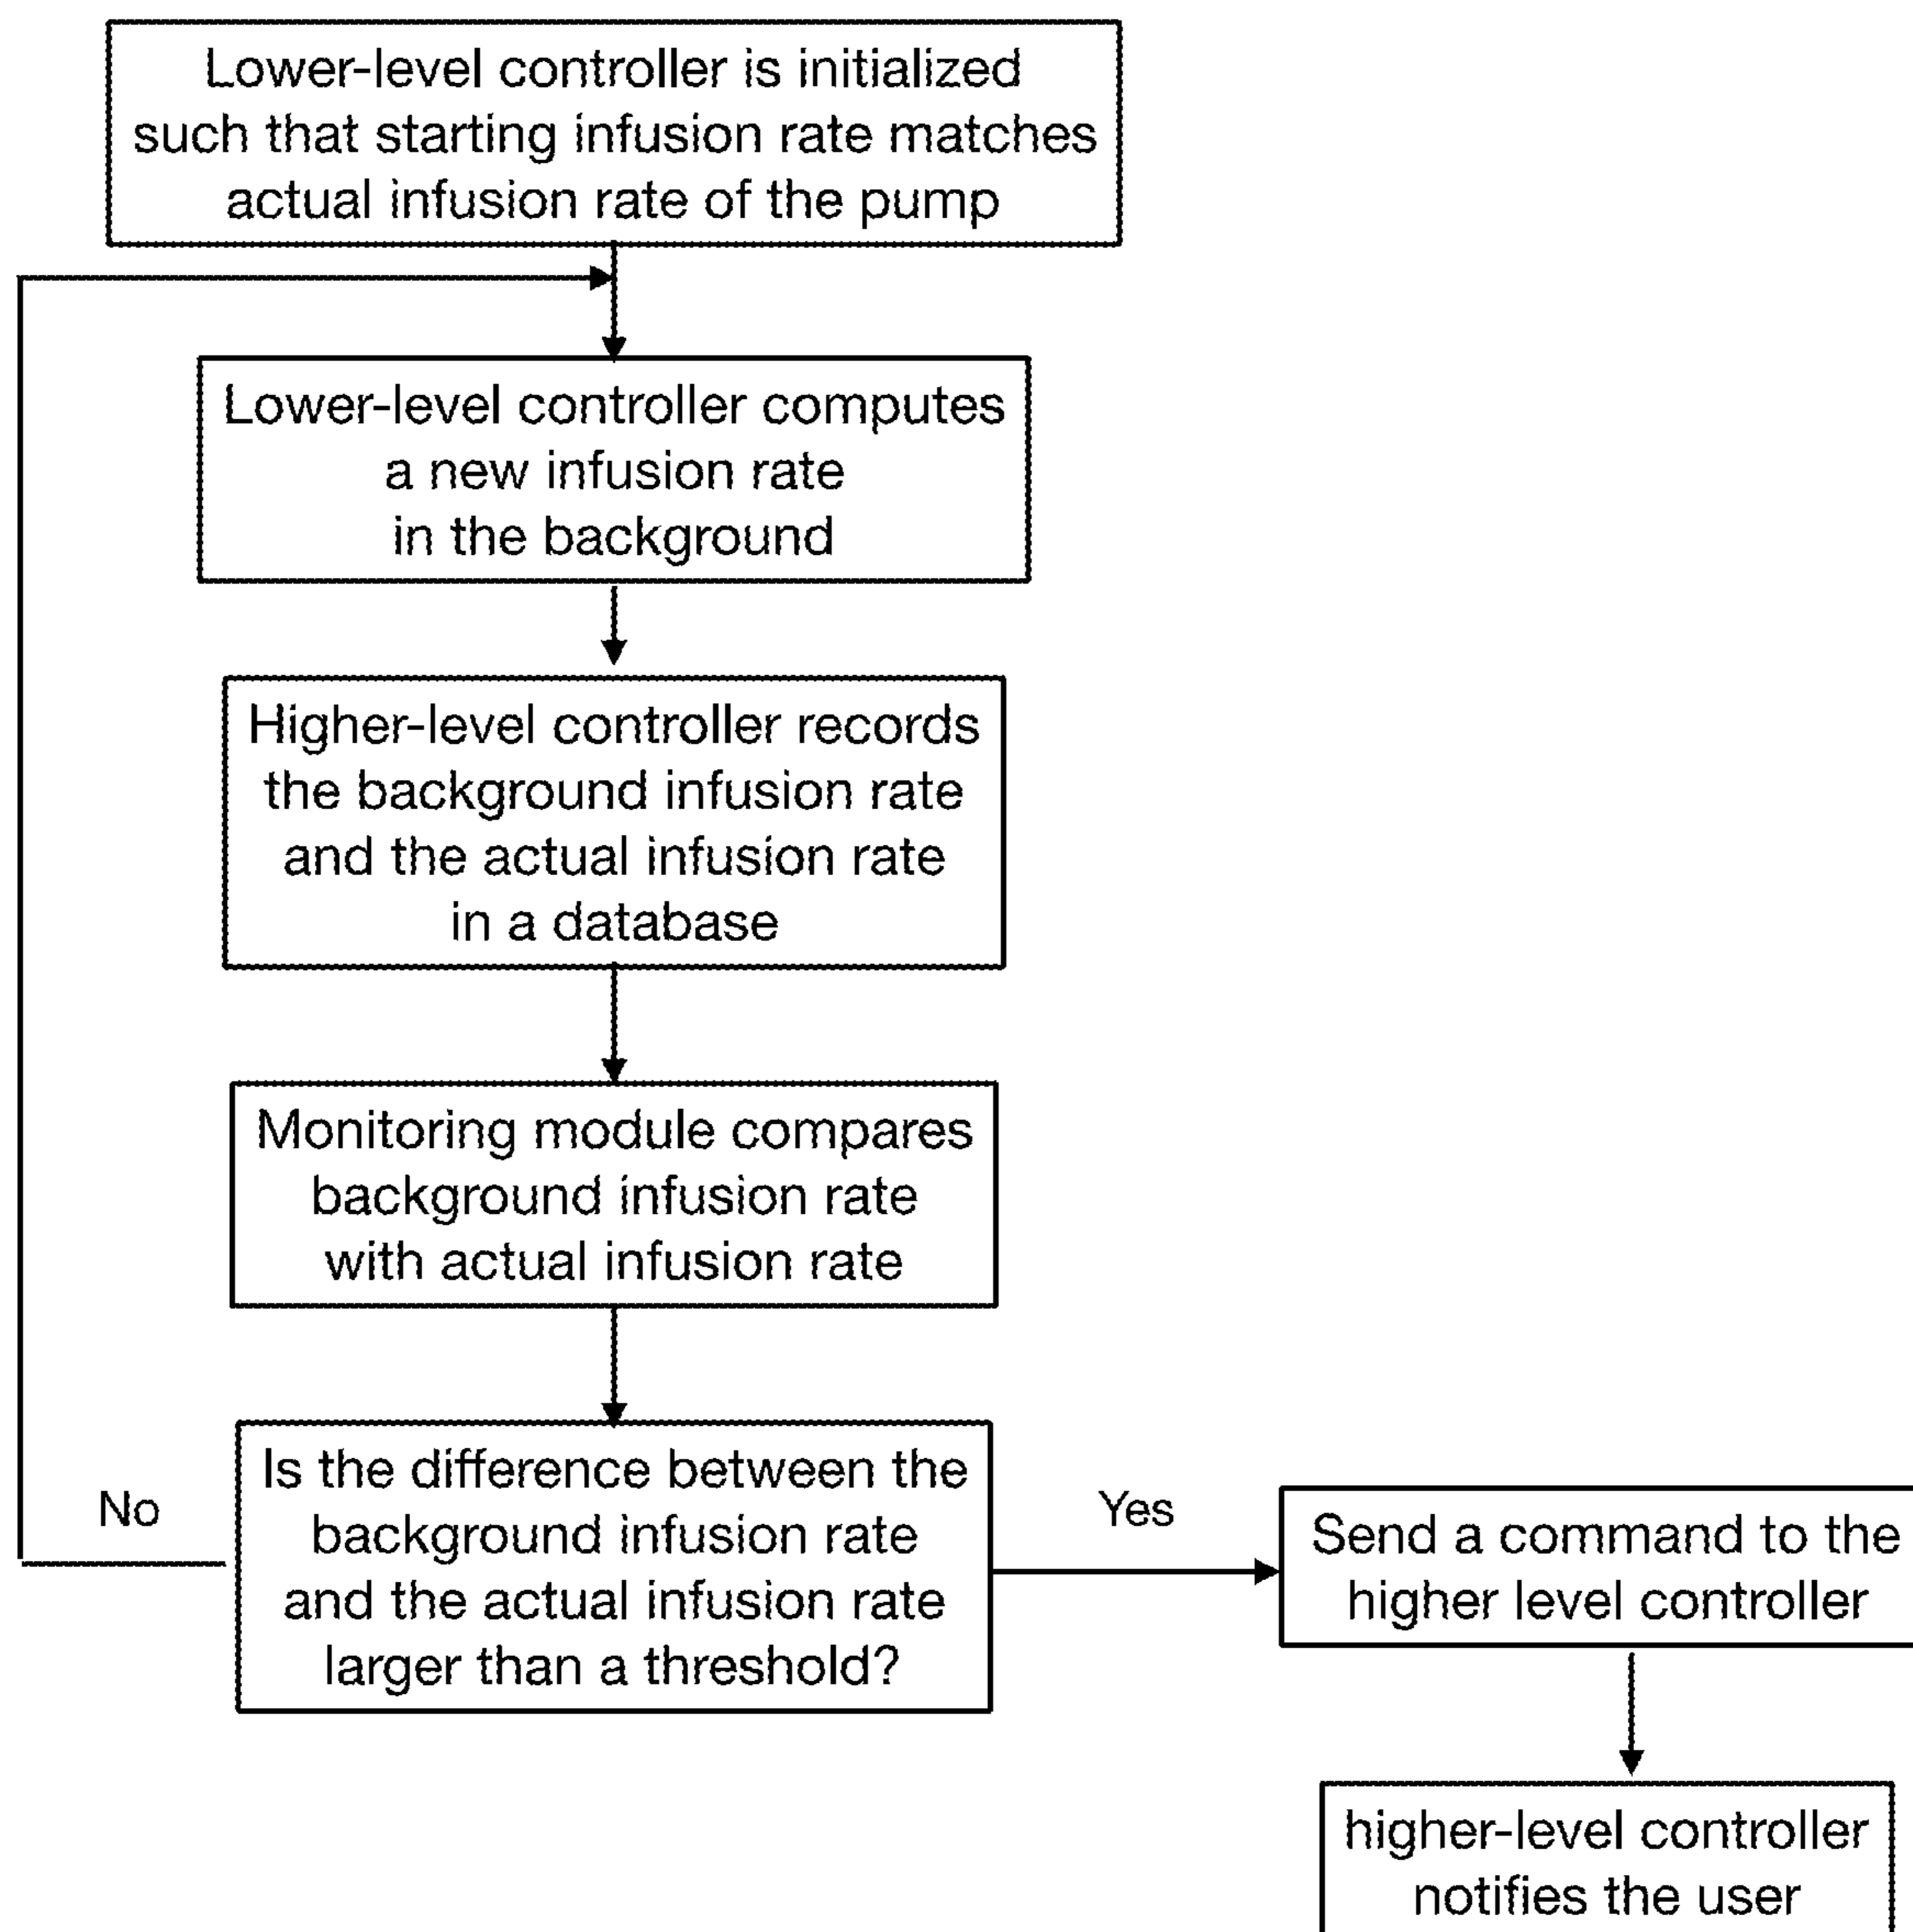 Lower-level controller is initialized
such that starting infusion rate matches
actual infusion rate of the pump
Lower-level controller computes
a new infusion rate
in the background
Higher-level controller records
the background infusion rate
and the actual infusion rate
in a database
Monitoring module compares
background infusion rate
with actual infusion rate
Is the difference between the
background infusion rate
and the actual infusion rate
larger than a threshold?
No
Yes
Send a command to the
higher level controller
higher-level controller
notifies the user